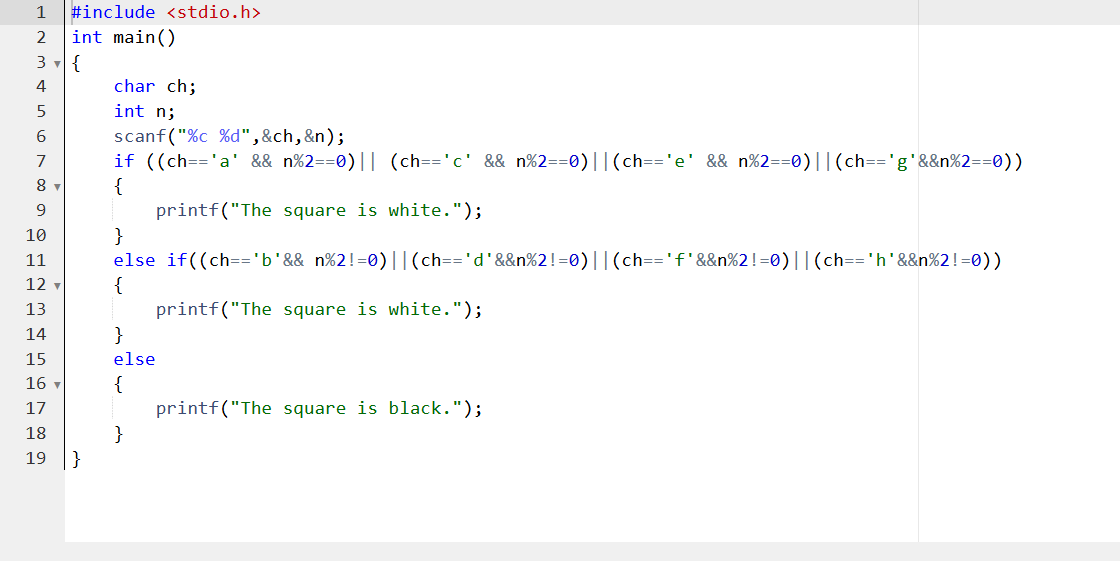 1 #include <stdio.h>
2 int main()
3 {
4     char ch;
5     int n;
6     scanf("%c %d",&ch,&n);
7     if ((ch=='a' && n%2==0)|| (ch=='c' && n%2==0)||(ch=='e' && n%2==0)||(ch=='g'&&n%2==0))
8     {
9         printf("The square is white.");
10     }
11     else if((ch=='b'&& n%2!=0)||(ch=='d'&&n%2!=0)||(ch=='f'&&n%2!=0)||(ch=='h'&&n%2!=0))
12     {
13         printf("The square is white.");
14     }
15     else
16     {
17         printf("The square is black.");
18     }
19 }